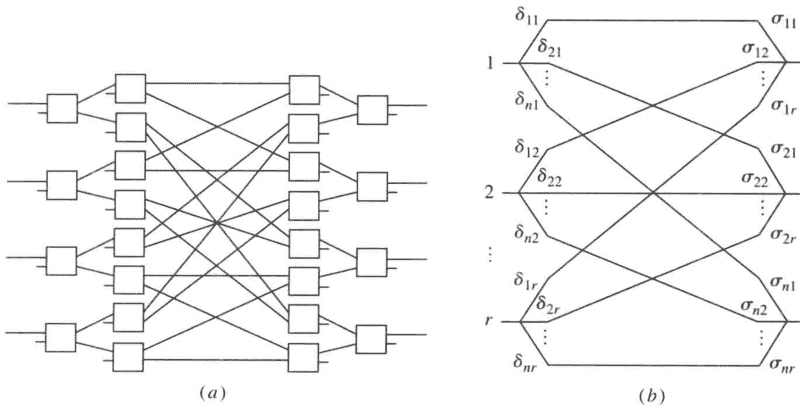 δ11 σ11
1 δ21 σ12
⋮ ⋮
δn1 σ1r
δ12 σ21
2 δ22 σ22
⋮ ⋮
δn2 σ2r
⋮
δ1r σn1
r δ2r σn2
⋮ ⋮
δnr σnr
(a) (b)